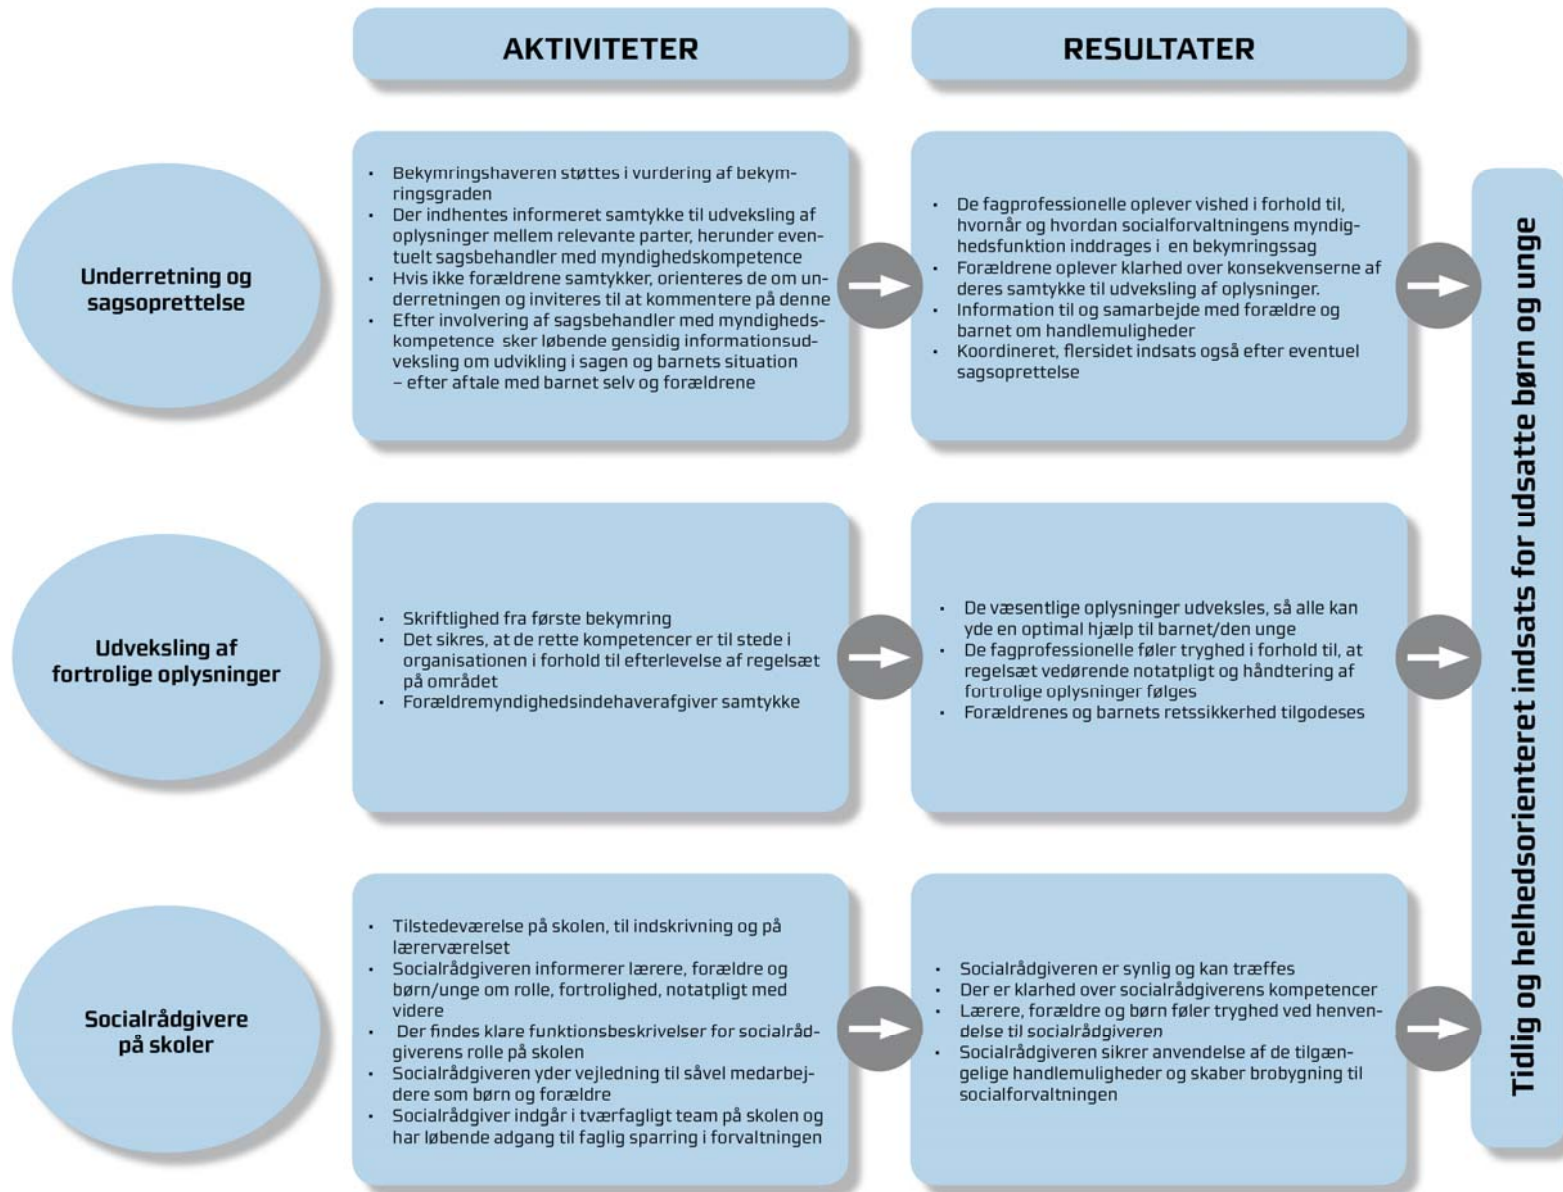 AKTIVITETER
RESULTATER
Underretning og
sagsoprettelse
• Bekymringshaveren støttes i vurdering af bekym-
ringsgraden
• Der indhentes informeret samtykke til udveksling af
oplysninger mellem relevante parter, herunder even-
tuelt sagsbehandler med myndighedskompetence
• Hvis ikke forældrene samtykker, orienteres de om un-
derretningen og inviteres til at kommentere på denne
• Efter involvering af sagsbehandler med myndigheds-
kompetence sker løbende gensidig informationsud-
veksling om udvikling i sagen og barnets situation
– efter aftale med barnet selv og forældrene
• De fagprofessionelle oplever vished i forhold til,
hvornår og hvordan socialforvaltningens myndig-
hedsfunktion inddrages i en bekymringssag
• Forældrene oplever klarhed over konsekvenserne af
deres samtykke til udveksling af oplysninger.
• Information til og samarbejde med forældre og
barnet om handlemuligheder
• Koordineret, flersidet indsats også efter eventuel
sagsoprettelse
Udveksling af
fortrolige oplysninger
• Skriftlighed fra første bekymring
• Det sikres, at de rette kompetencer er til stede i
organisationen i forhold til efterlevelse af regelsæt
på området
• Forældremyndighedsindehaverafgiver samtykke
• De væsentlige oplysninger udveksles, så alle kan
yde en optimal hjælp til barnet/den unge
• De fagprofessionelle føler tryghed i forhold til, at
regelsæt vedørende notatpligt og håndtering af
fortrolige oplysninger følges
• Forældrenes og barnets retssikkerhed tilgodeses
Socialrådgivere
på skoler
• Tilstedeværelse på skolen, til indskrivning og på
lærerværelset
• Socialrådgiveren informerer lærere, forældre og
børn/unge om rolle, fortrolighed, notatpligt med
videre
• Der findes klare funktionsbeskrivelser for socialråd-
giverens rolle på skolen
• Socialrådgiveren yder vejledning til såvel medarbej-
dere som børn og forældre
• Socialrådgiver indgår i tværfagligt team på skolen og
har løbende adgang til faglig sparring i forvaltningen
• Socialrådgiveren er synlig og kan træffes
• Der er klarhed over socialrådgiverens kompetencer
• Lærere, forældre og børn føler tryghed ved henven-
delse til socialrådgiveren
• Socialrådgiveren sikrer anvendelse af de tilgæn-
gelige handlemuligheder og skaber brobygning til
socialforvaltningen
Tidlig og helhedsorienteret indsats for udsatte børn og unge